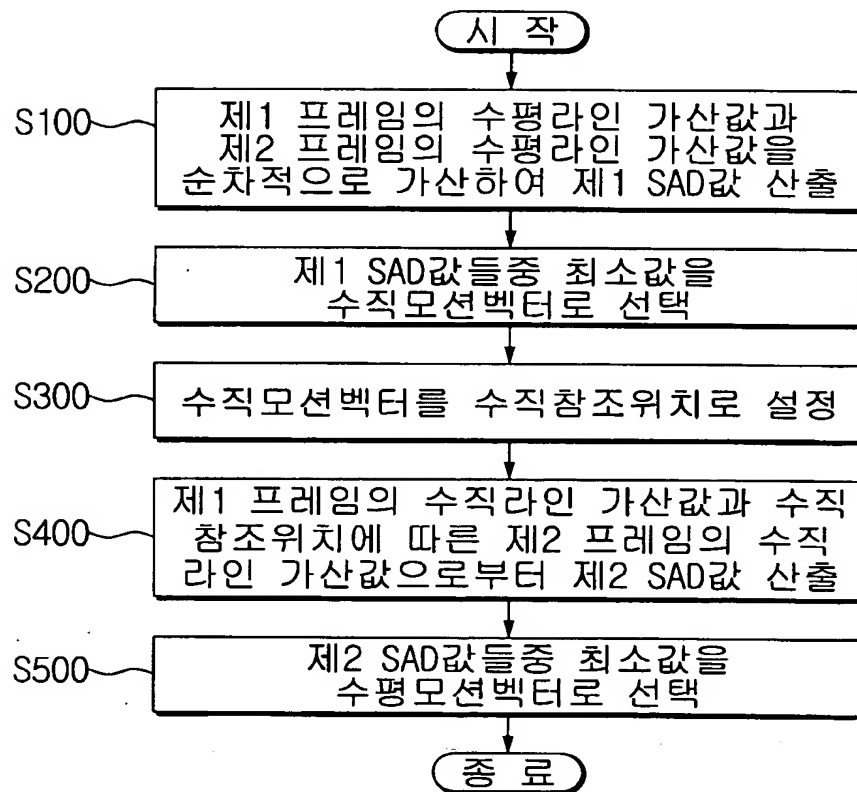 시 작
S100
제1 프레임의 수평라인 가산값과
제2 프레임의 수평라인 가산값을
순차적으로 가산하여 제1 SAD값 산출
S200
제1 SAD값들중 최소값을
수직모션벡터로 선택
S300
수직모션벡터를 수직참조위치로 설정
S400
제1 프레임의 수직라인 가산값과 수직
참조위치에 따른 제2 프레임의 수직
라인 가산값으로부터 제2 SAD값 산출
S500
제2 SAD값들중 최소값을
수평모션벡터로 선택
종 료